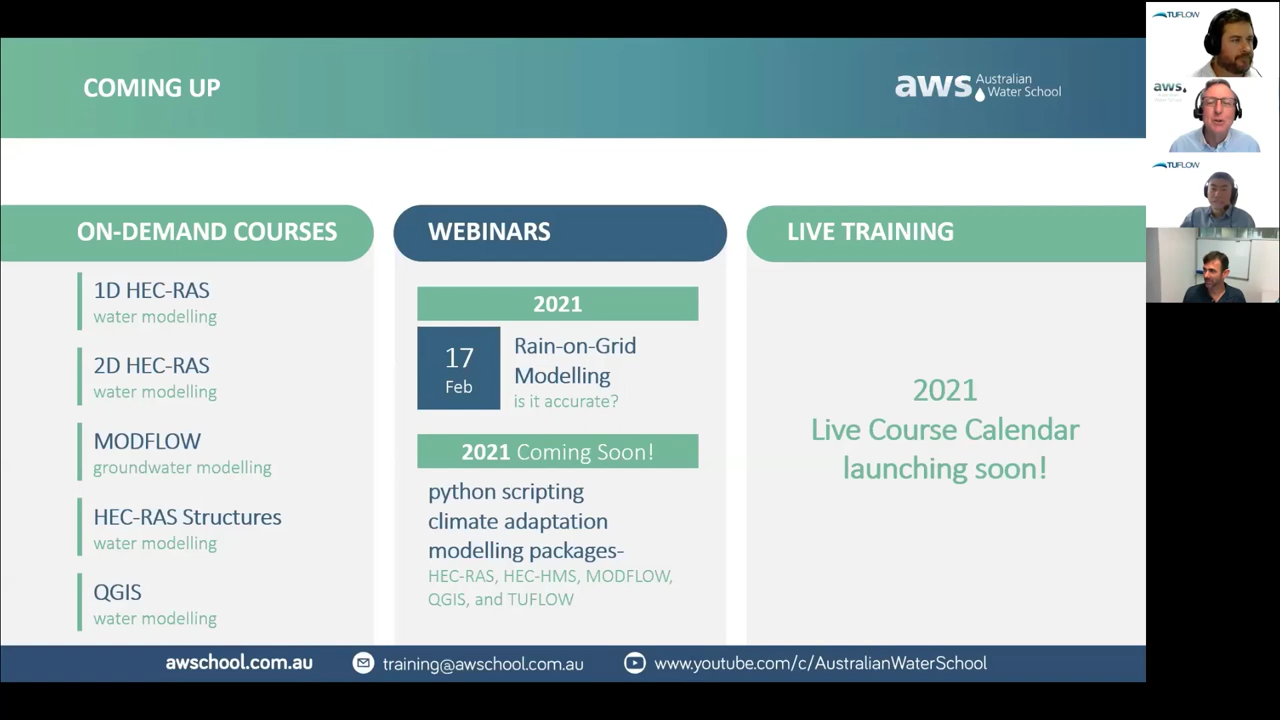 COMING UP
aws Australian
Water School
ON-DEMAND COURSES
1D HEC-RAS
water modelling
2D HEC-RAS
water modelling
MODFLOW
groundwater modelling
HEC-RAS Structures
water modelling
QGIS
water modelling
WEBINARS
2021
17
Feb
Rain-on-Grid
Modelling
is it accurate?
2021 Coming Soon!
python scripting
climate adaptation
modelling packages-
HEC-RAS, HEC-HMS, MODFLOW,
QGIS, and TUFLOW
LIVE TRAINING
2021
Live Course Calendar
launching soon!
awschool.com.au
training@awschool.com.au
www.youtube.com/c/AustralianWaterSchool
TUFLOW
aws
TUFLOW